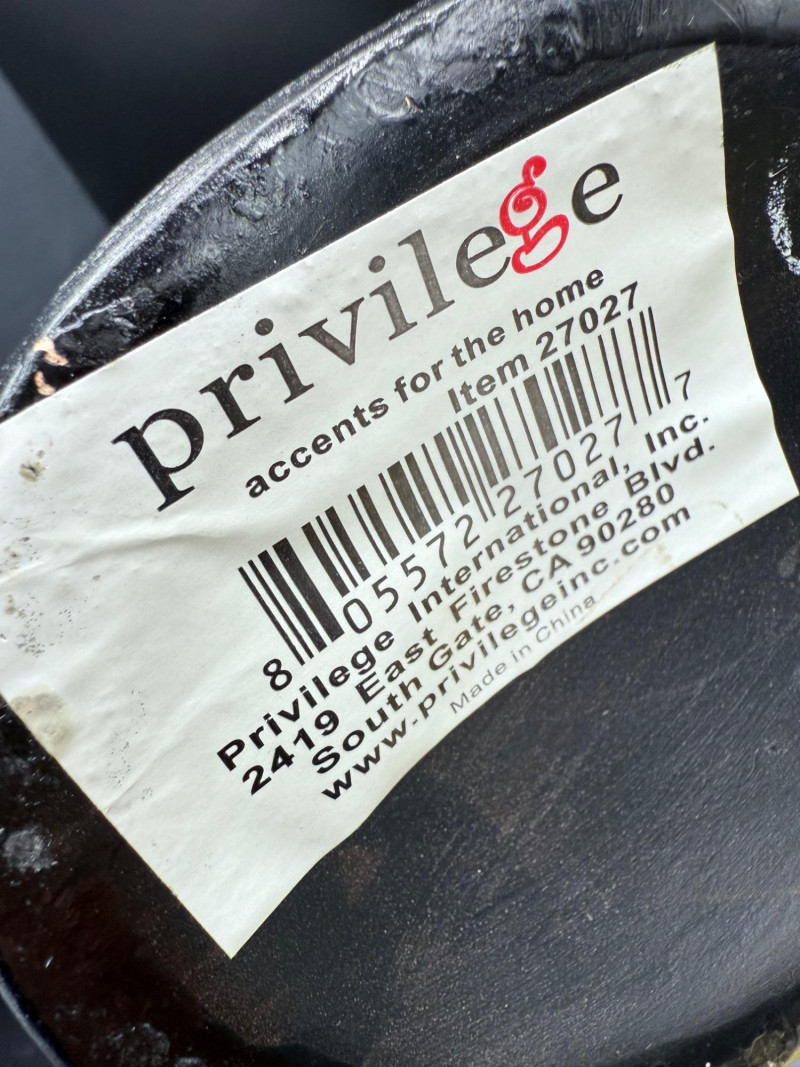 privilege
accents for the home
Item 27027
8 05572 27027 7
Privilege International, Inc.
2419 East Firestone Blvd.
South Gate, CA 90280
www.privilegeinc.com
Made in China